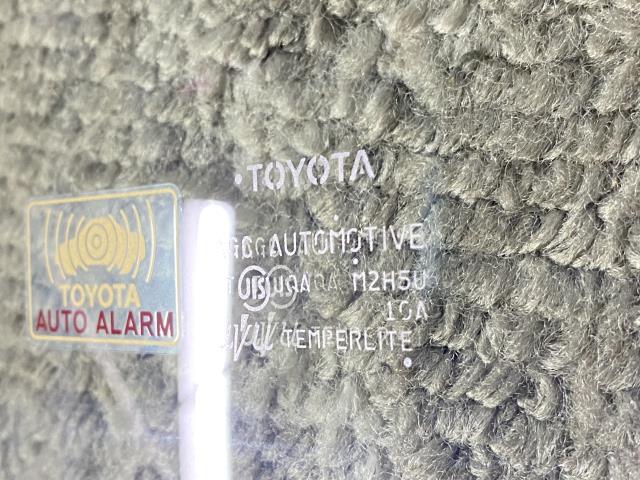 TOYOTA
AUTOMOTIVE
M2H5U
TEMPERLITE
TOYOTA
AUTO ALARM